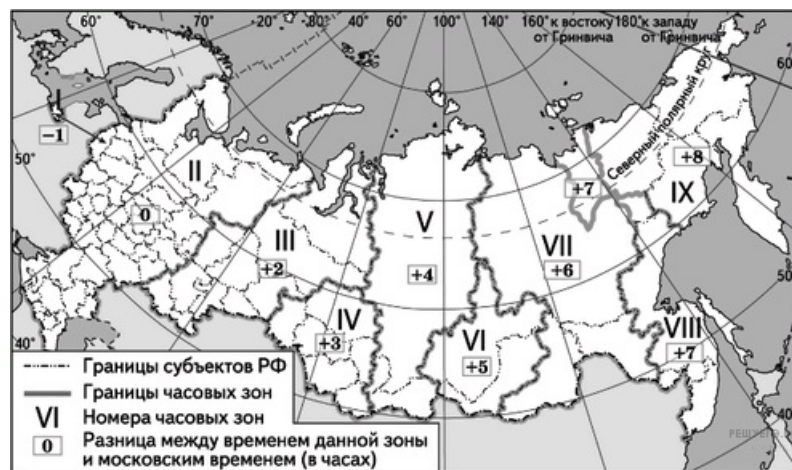 60°
70°
-20°
80°
40°
60°
80°
100°
120°
140°
160° к востоку от Гринвича
180° к западу от Гринвича
60°
Северный полярный круг
I
−1
50°
II
0
III
+2
IV
+3
V
+4
VI
+5
VII
+6
+7
+8
IX
VIII
+7
50°
40°
40°
Границы субъектов РФ
Границы часовых зон
VI Номера часовых зон
0 Разница между временем данной зоны
и московским временем (в часах)